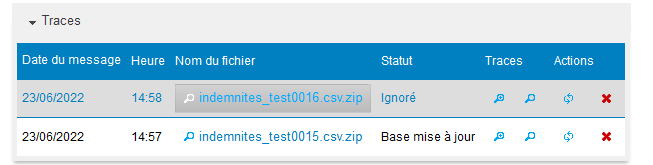 Traces
Date du message Heure Nom du fichier Statut Traces Actions
23/06/2022 14:58 indemnites_test0016.csv.zip Ignoré
23/06/2022 14:57 indemnites_test0015.csv.zip Base mise à jour